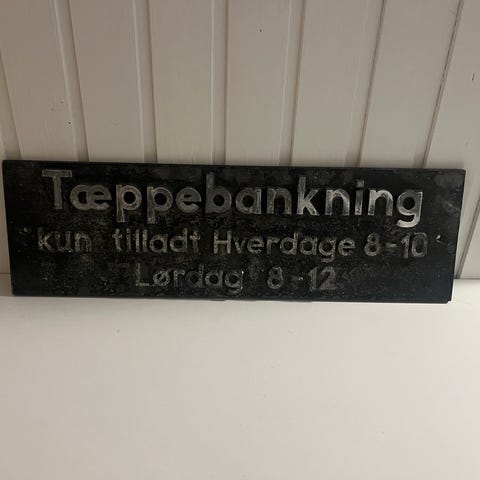 Tæppebankning
kun tilladt Hverdage 8-10
Lørdag 8-12